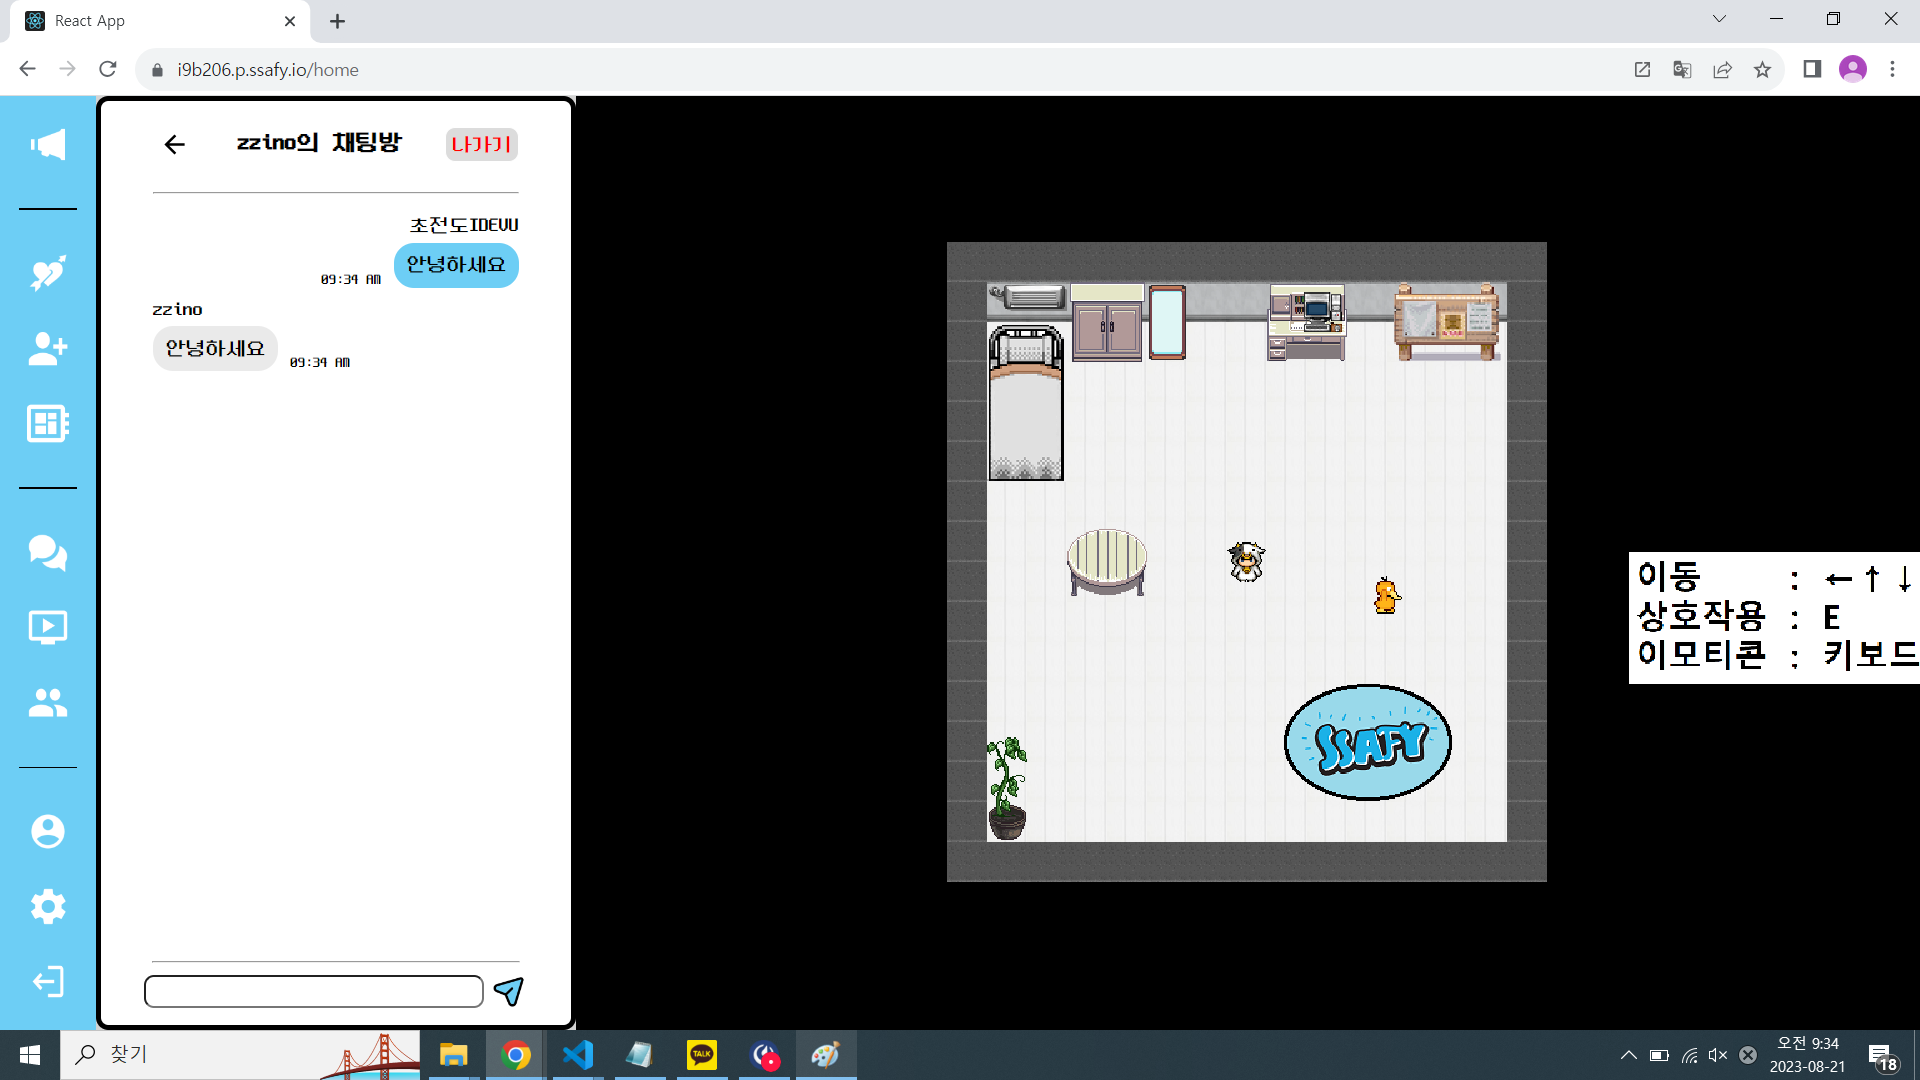 React App
i9b206.p.ssafy.io/home
zzino의 채팅방
나가기
초전도IDEVU
안녕하세요
09:34 AM
zzino
안녕하세요
09:34 AM
이동 : ← ↑ ↓
상호작용 : E
이모티콘 : 키보드
SSAFY
찾기
TALK
오전 9:34
2023-08-21
18